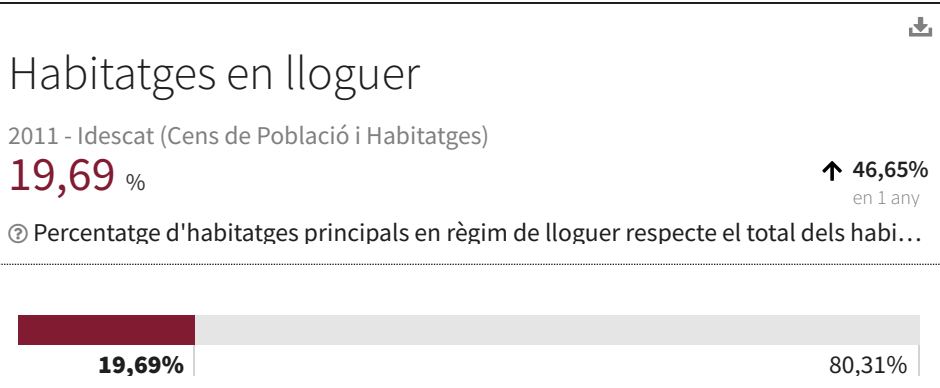 Habitatges en lloguer
2011 - Idescat (Cens de Població i Habitatges)
19,69 %
↑ 46,65%
en 1 any
? Percentatge d'habitatges principals en règim de lloguer respecte el total dels habi…
19,69%
80,31%